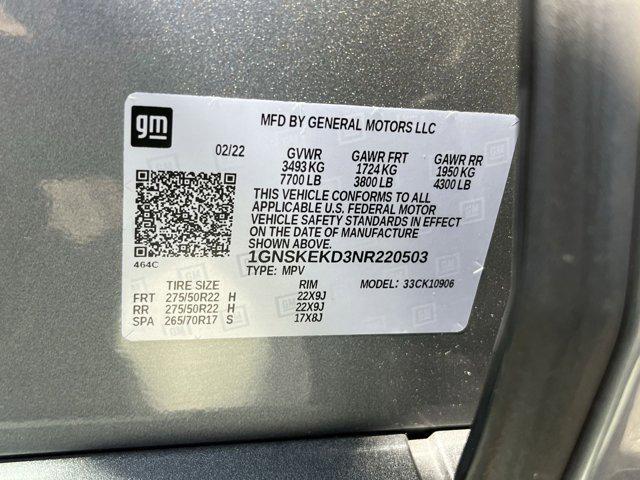 gm
MFD BY GENERAL MOTORS LLC
02/22 GVWR GAWR FRT GAWR RR
3493 KG 1724 KG 1950 KG
7700 LB 3800 LB 4300 LB
THIS VEHICLE CONFORMS TO ALL
APPLICABLE U.S. FEDERAL MOTOR
VEHICLE SAFETY STANDARDS IN EFFECT
ON THE DATE OF MANUFACTURE
SHOWN ABOVE.
464C
1GNSKEKD3NR220503
TYPE: MPV MODEL: 33CK10906
TIRE SIZE RIM
FRT 275/50R22 H 22X9J
RR 275/50R22 H 22X9J
SPA 265/70R17 S 17X8J